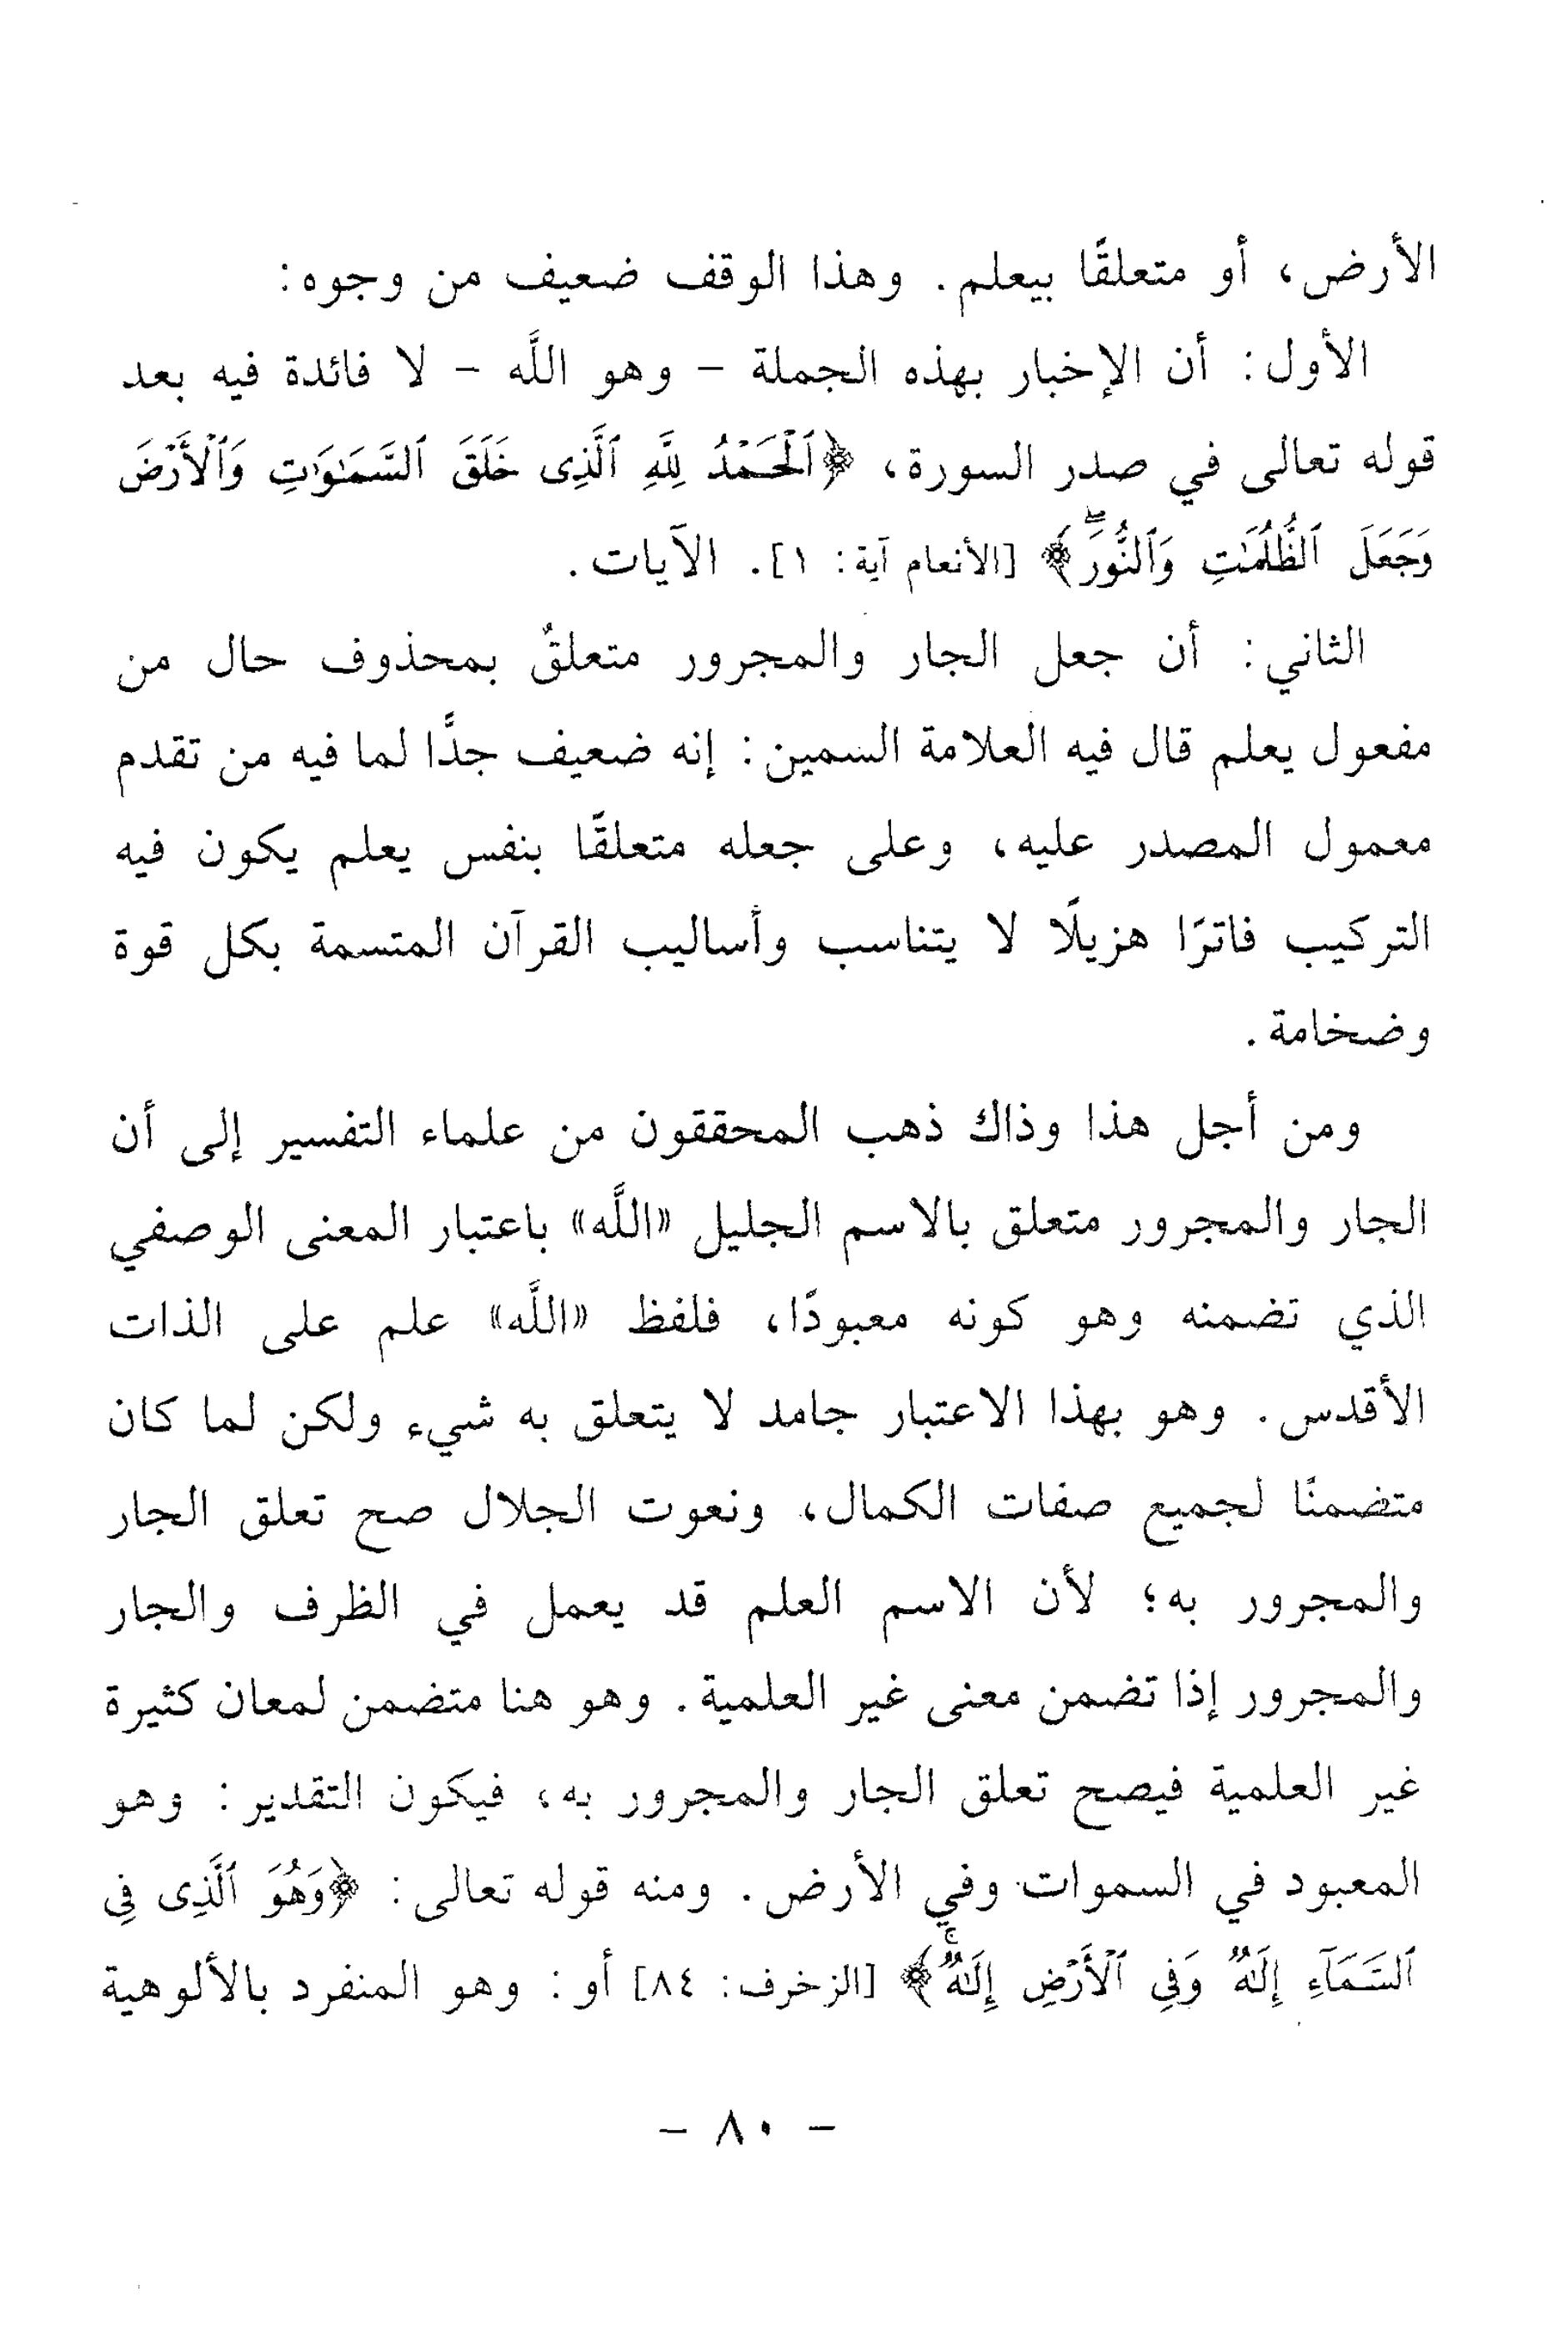 الأرض، أو متعلقًا بيعلم. وهذا الوقف ضعيف من وجوه:
الأول: أن الإخبار بهذه الجملة – وهو اللَّه – لا فائدة فيه بعد
قوله تعالى في صدر السورة، ﴿ٱلْحَمْدُ لِلَّهِ ٱلَّذِى خَلَقَ ٱلسَّمَٰوَٰتِ وَٱلْأَرْضَ
وَجَعَلَ ٱلظُّلُمَٰتِ وَٱلنُّورَۖ﴾ [الأنعام آية: ١]. الآيات.
الثاني: أن جعل الجار والمجرور متعلقٌ بمحذوف حال من
مفعول يعلم قال فيه العلامة السمين: إنه ضعيف جدًّا لما فيه من تقدم
معمول المصدر عليه، وعلى جعله متعلقًا بنفس يعلم يكون فيه
التركيب فاترًا هزيلًا لا يتناسب وأساليب القرآن المتسمة بكل قوة
وضخامة.
ومن أجل هذا وذاك ذهب المحققون من علماء التفسير إلى أن
الجار والمجرور متعلق بالاسم الجليل «اللَّه» باعتبار المعنى الوصفي
الذي تضمنه وهو كونه معبودًا، فلفظ «اللَّه» علم على الذات
الأقدس. وهو بهذا الاعتبار جامد لا يتعلق به شيء ولكن لما كان
متضمنًا لجميع صفات الكمال، ونعوت الجلال صح تعلق الجار
والمجرور به؛ لأن الاسم العلم قد يعمل في الظرف والجار
والمجرور إذا تضمن معنى غير العلمية. وهو هنا متضمن لمعان كثيرة
غير العلمية فيصح تعلق الجار والمجرور به، فيكون التقدير: وهو
المعبود في السموات وفي الأرض. ومنه قوله تعالى: ﴿وَهُوَ ٱلَّذِى فِى
ٱلسَّمَآءِ إِلَٰهٌ وَفِى ٱلْأَرْضِ إِلَٰهٌۚ﴾ [الزخرف: ٨٤] أو: وهو المنفرد بالألوهية
– ٨٠ –